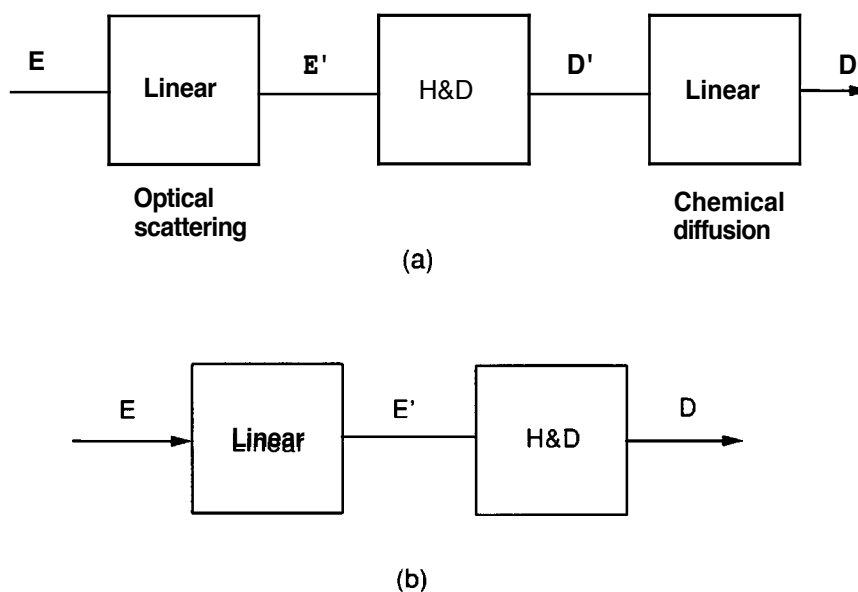 E E' D' D
Linear H&D Linear
Optical
scattering
Chemical
diffusion
(a)
E E' D
Linear H&D
(b)